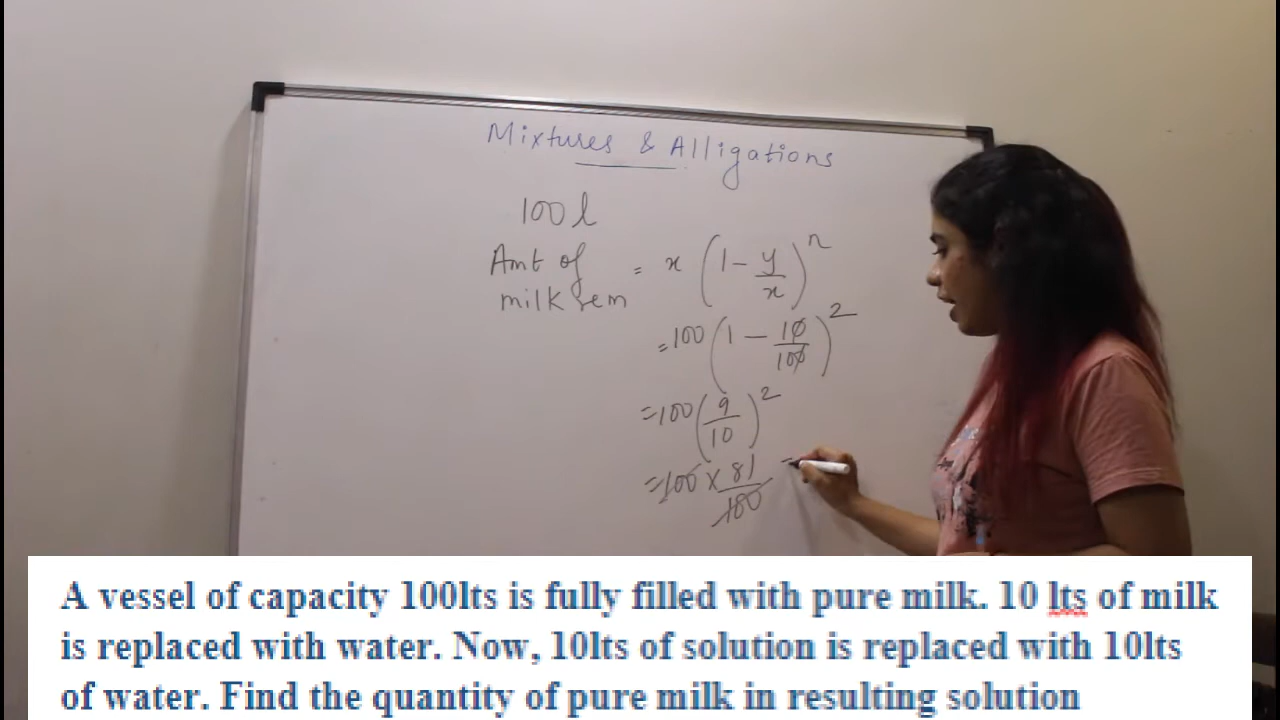 Mixtures & Alligations
100 l
Amt of milk rem = x (1 - y/x)^n
= 100 (1 - 10/100)^2
= 100 (9/10)^2
= 100 x 81/100 =
A vessel of capacity 100lts is fully filled with pure milk. 10 lts of milk
is replaced with water. Now, 10lts of solution is replaced with 10lts
of water. Find the quantity of pure milk in resulting solution